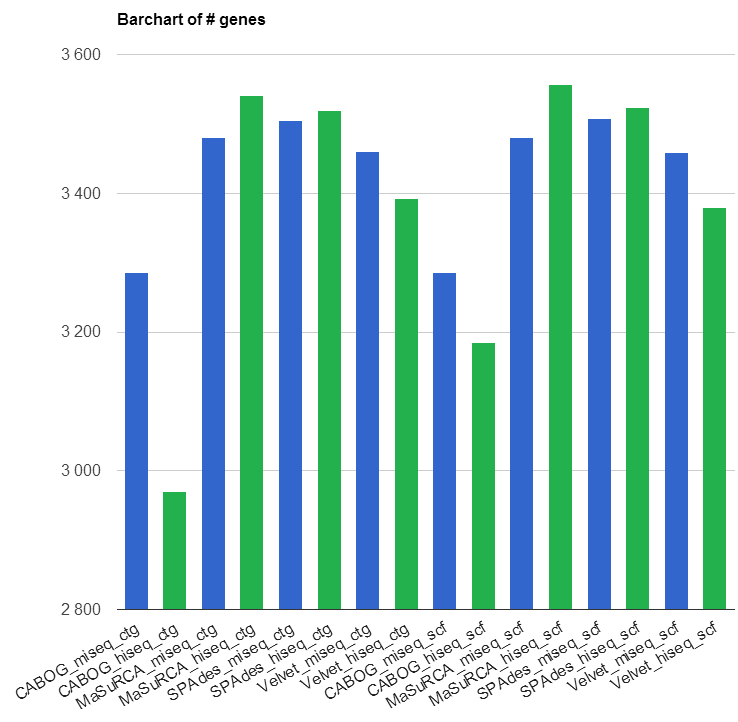 Barchart of # genes
3 600
3 400
3 200
3 000
2 800
CABOG_miseq_ctg
CABOG_hiseq_ctg
MaSuRCA_miseq_ctg
MaSuRCA_hiseq_ctg
SPAdes_miseq_ctg
SPAdes_hiseq_ctg
Velvet_miseq_ctg
Velvet_hiseq_ctg
CABOG_miseq_scf
CABOG_hiseq_scf
MaSuRCA_miseq_scf
MaSuRCA_hiseq_scf
SPAdes_miseq_scf
SPAdes_hiseq_scf
Velvet_miseq_scf
Velvet_hiseq_scf